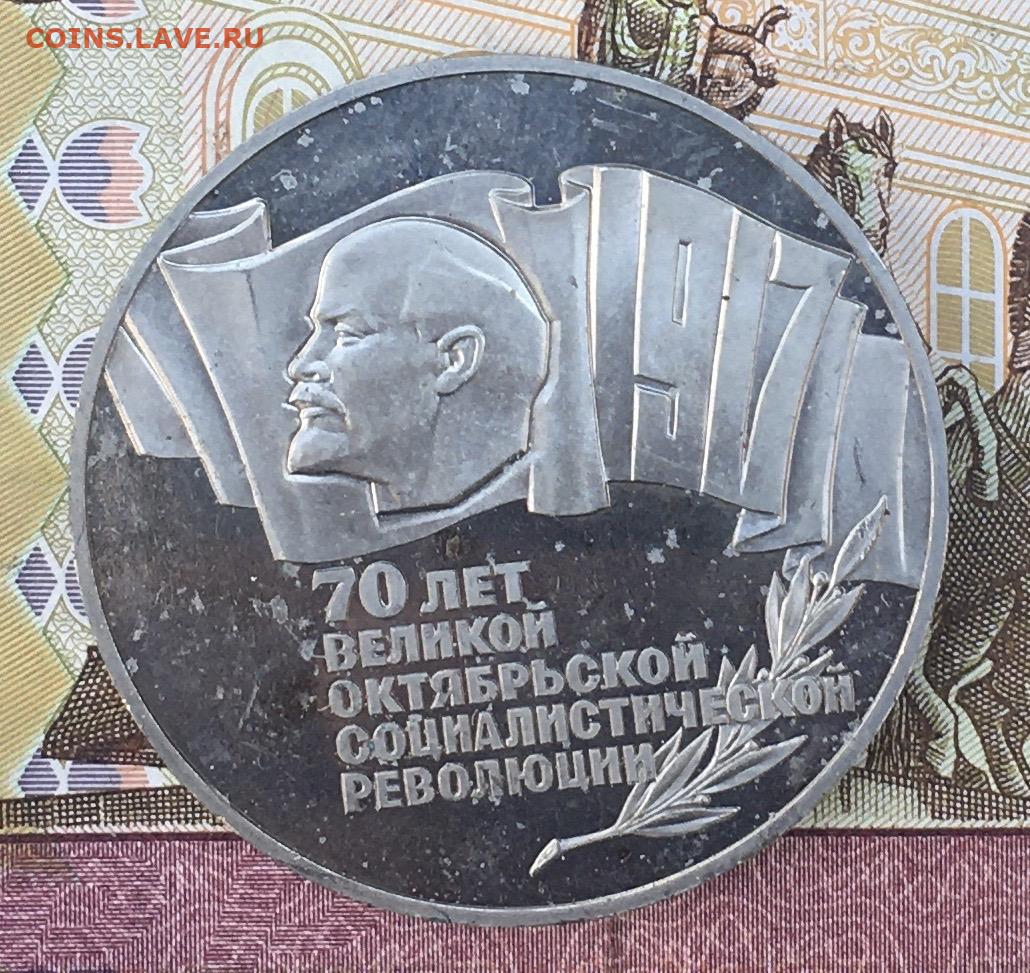 COINS.LAVE.RU
1917
70 ЛЕТ
ВЕЛИКОЙ
ОКТЯБРЬСКОЙ
СОЦИАЛИСТИЧЕСКОЙ
РЕВОЛЮЦИИ